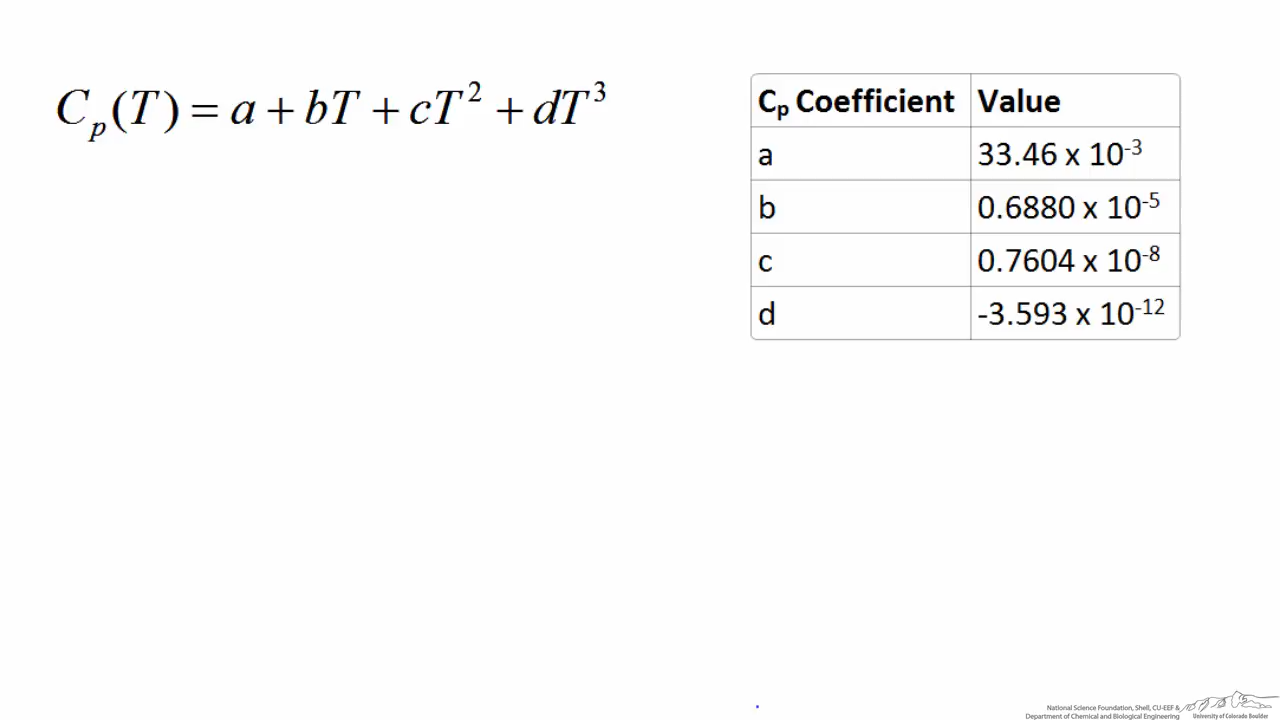 C_p(T) = a + bT + cT² + dT³
Cₚ Coefficient Value
a 33.46 x 10⁻³
b 0.6880 x 10⁻⁵
c 0.7604 x 10⁻⁸
d -3.593 x 10⁻¹²
National Science Foundation, Shell, CU-EEF &
Department of Chemical and Biological Engineering
University of Colorado Boulder